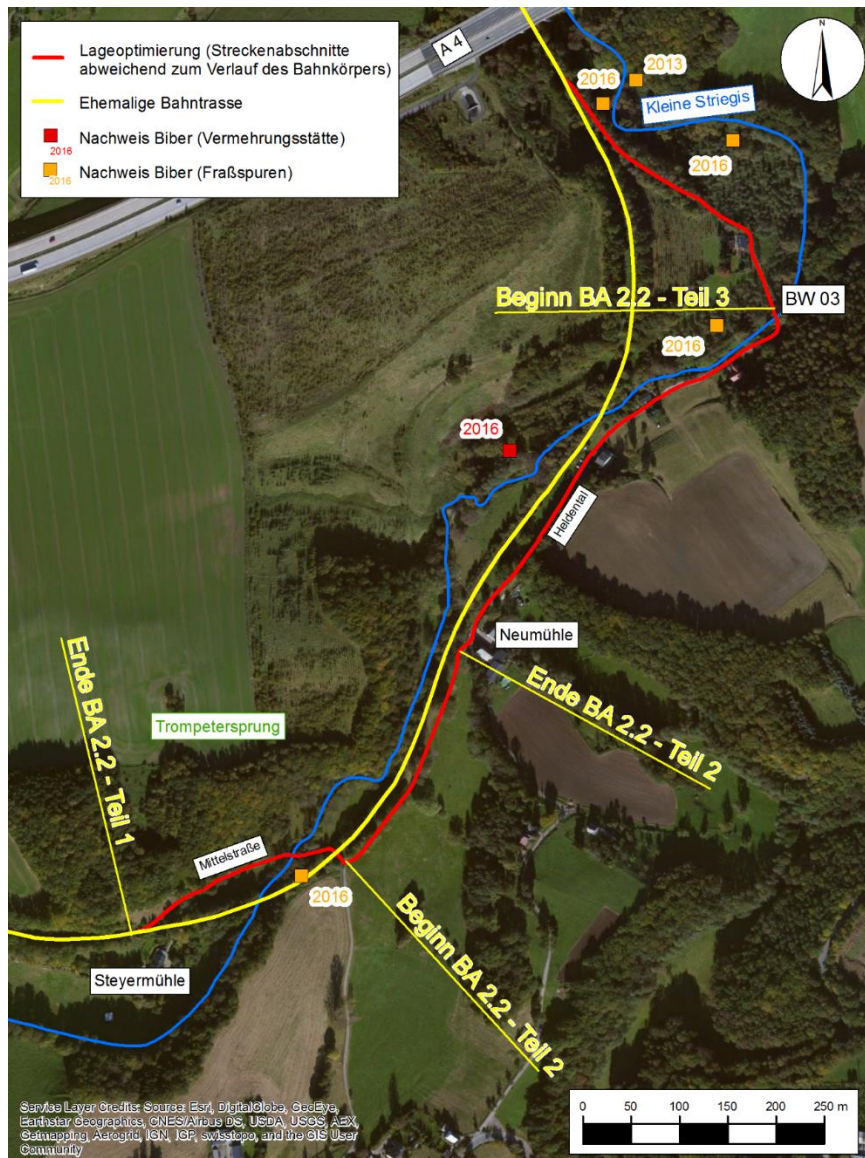 Lageoptimierung (Streckenabschnitte
abweichend zum Verlauf des Bahnkörpers)
Ehemalige Bahntrasse
2016
Nachweis Biber (Vermehrungsstätte)
2016
Nachweis Biber (Fraßspuren)
A 4
N
2013
2016
Kleine Striegis
2016
Beginn BA 2.2 - Teil 3
BW 03
2016
2016
Heldental
Neumühle
Ende BA 2.2 - Teil 2
Ende BA 2.2 - Teil 1
Trompetersprung
Mittelstraße
2016
Beginn BA 2.2 - Teil 2
Steyermühle
Service Layer Credits: Source: Esri, DigitalGlobe, GeoEye,
Earthstar Geographics, CNES/Airbus DS, USDA, USGS, AEX,
Getmapping, Aerogrid, IGN, IGP, swisstopo, and the GIS User
Community
0 50 100 150 200 250 m